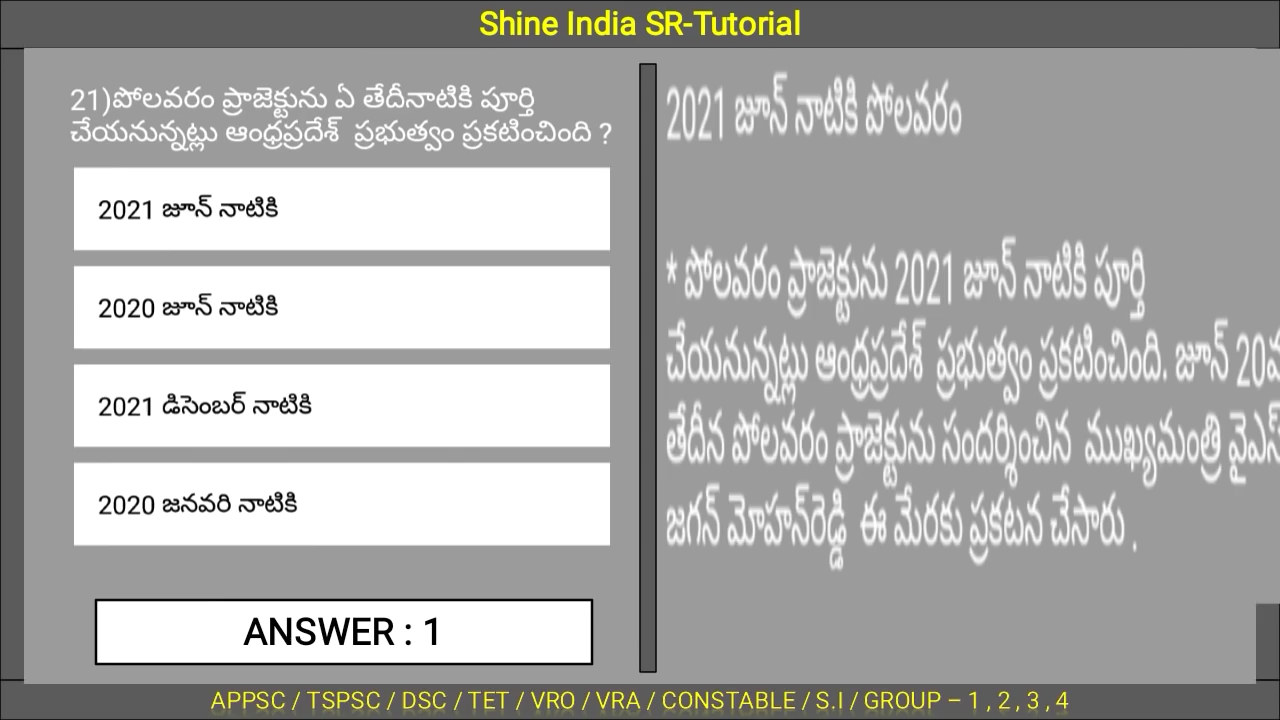 Shine India SR-Tutorial
21)పోలవరం ప్రాజెక్టును ఏ తేదీనాటికి పూర్తి
చేయనున్నట్లు ఆంధ్రప్రదేశ్ ప్రభుత్వం ప్రకటించింది ?
2021 జూన్ నాటికి
2020 జూన్ నాటికి
2021 డిసెంబర్ నాటికి
2020 జనవరి నాటికి
ANSWER : 1
2021 జూన్ నాటికి పోలవరం
* పోలవరం ప్రాజెక్టును 2021 జూన్ నాటికి పూర్తి
చేయనున్నట్లు ఆంధ్రప్రదేశ్ ప్రభుత్వం ప్రకటించింది. జూన్ 20వ
తేదీన పోలవరం ప్రాజెక్టును సందర్శించిన ముఖ్యమంత్రి వైఎస్
జగన్ మోహన్‌రెడ్డి ఈ మేరకు ప్రకటన చేసారు .
APPSC / TSPSC / DSC / TET / VRO / VRA / CONSTABLE / S.I / GROUP – 1 , 2 , 3 , 4